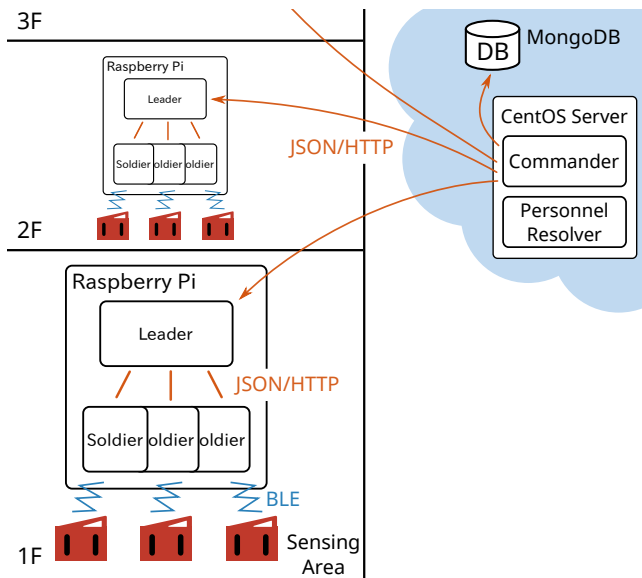 3F
DB
MongoDB
Raspberry Pi
Leader
Soldier
oldier
oldier
JSON/HTTP
CentOS Server
Commander
Personnel
Resolver
2F
Raspberry Pi
Leader
JSON/HTTP
Soldier
oldier
oldier
BLE
1F
Sensing
Area